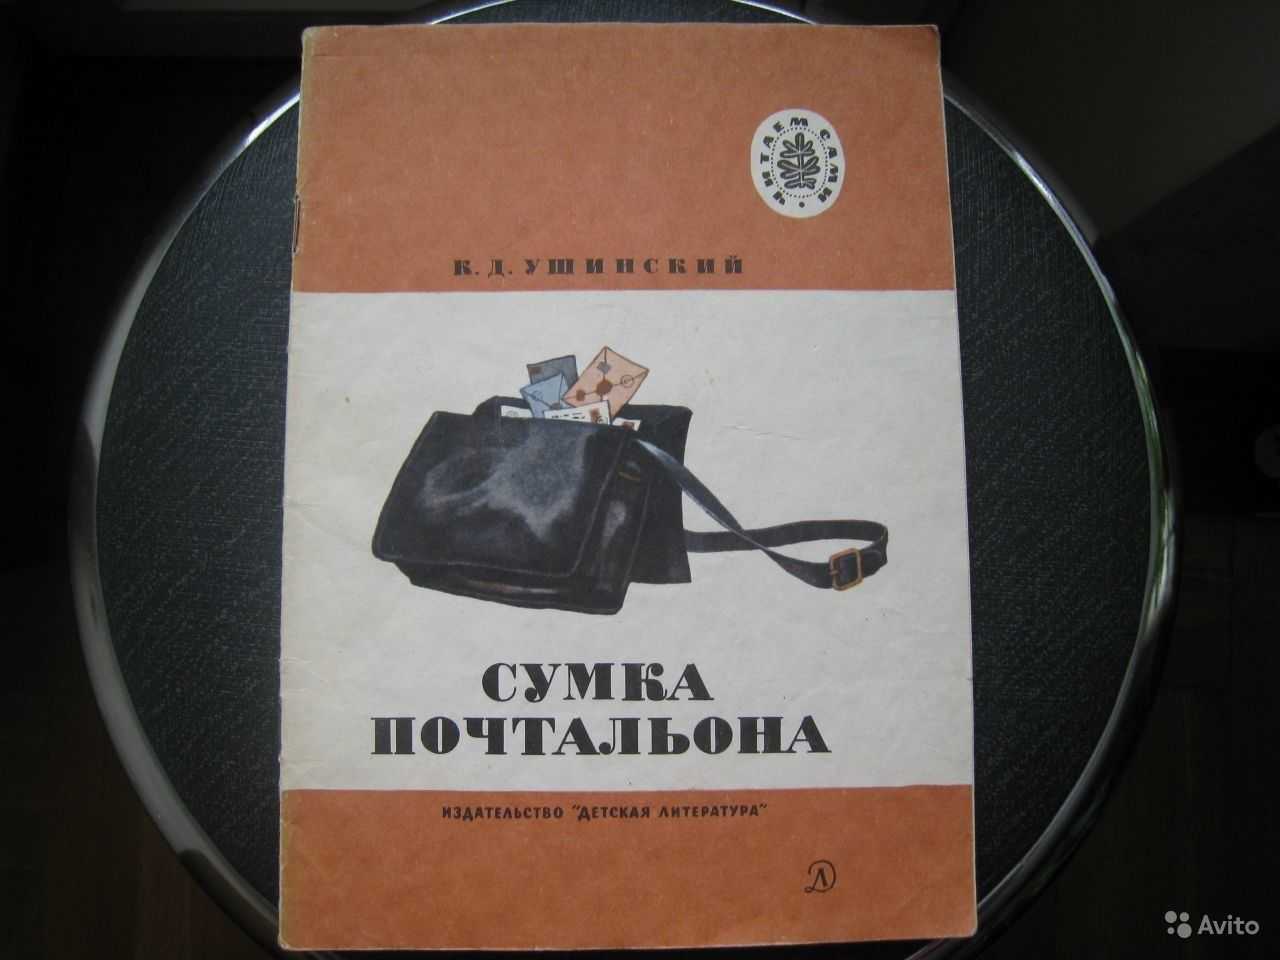 ЧИТАЕМ САМИ •
К. Д. УШИНСКИЙ
СУМКА
ПОЧТАЛЬОНА
ИЗДАТЕЛЬСТВО "ДЕТСКАЯ ЛИТЕРАТУРА"
Д Л
Avito